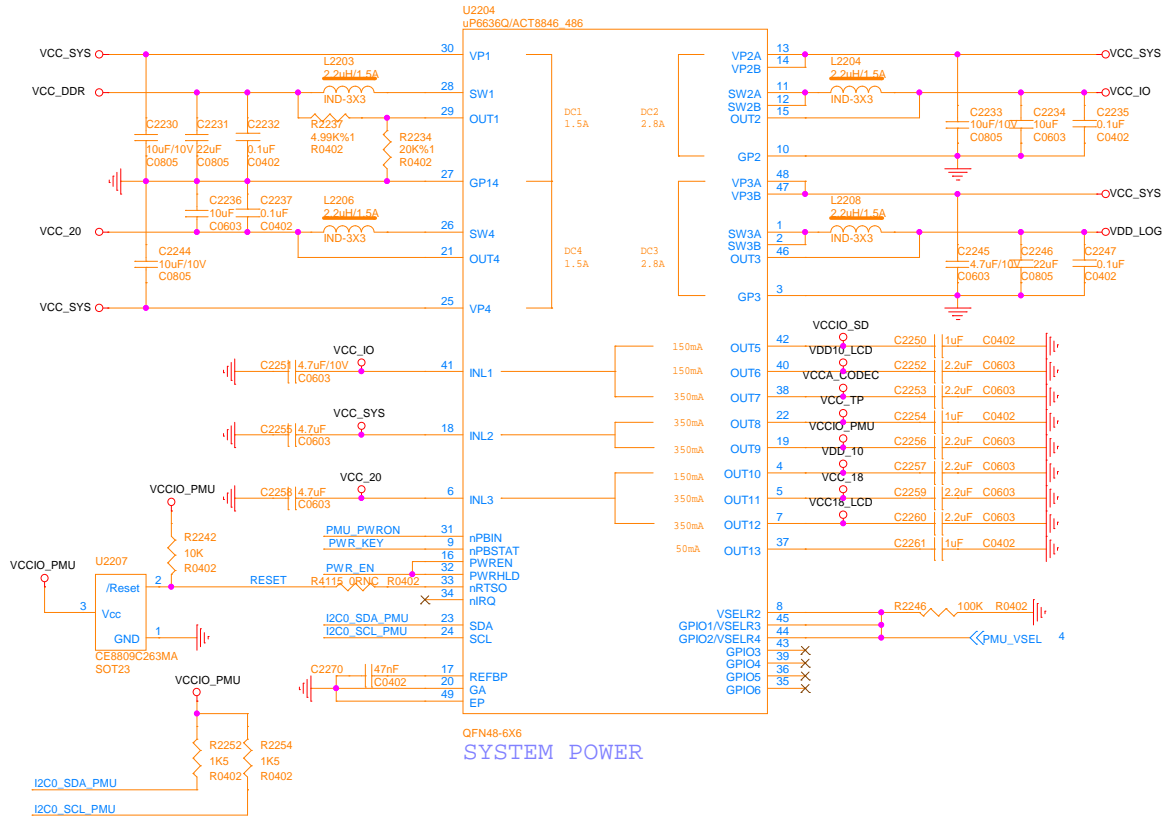 U2204
uP6636Q/ACT8846_486
VCC_SYS
30
VP1
VP2A
13
VP2B
14
VCC_SYS
L2203
2.2uH/1.5A
IND-3X3
VCC_DDR
28
SW1
SW2A
11
SW2B
12
L2204
2.2uH/1.5A
IND-3X3
VCC_IO
29
OUT1
OUT2
15
DC1
1.5A
DC2
2.8A
C2230
10uF/10V
C0805
C2231
22uF
C0805
C2232
0.1uF
C0402
R2237
4.99K%1
R0402
R2234
20K%1
R0402
C2233
10uF/10V
C0805
C2234
10uF
C0603
C2235
0.1uF
C0402
GP2
10
27
GP14
VP3A
48
VP3B
47
VCC_SYS
C2236
10uF
C0603
C2237
0.1uF
C0402
L2206
2.2uH/1.5A
IND-3X3
L2208
2.2uH/1.5A
IND-3X3
VCC_20
26
SW4
SW3A
1
SW3B
2
VDD_LOG
21
OUT4
OUT3
46
DC4
1.5A
DC3
2.8A
C2244
10uF/10V
C0805
C2245
4.7uF/10V
C0603
C2246
22uF
C0805
C2247
0.1uF
C0402
VCC_SYS
25
VP4
GP3
3
VCCIO_SD
150mA
OUT5
42
C2250
1uF
C0402
VCC_IO
C2251
4.7uF/10V
C0603
41
INL1
VDD10_LCD
150mA
OUT6
40
C2252
2.2uF
C0603
VCCA_CODEC
350mA
OUT7
38
C2253
2.2uF
C0603
VCC_TP
350mA
OUT8
22
C2254
1uF
C0402
VCC_SYS
C2255
4.7uF
C0603
18
INL2
VCCIO_PMU
350mA
OUT9
19
C2256
2.2uF
C0603
VDD_10
150mA
OUT10
4
C2257
2.2uF
C0603
VCC_20
C2258
4.7uF
C0603
6
INL3
VCC_18
350mA
OUT11
5
C2259
2.2uF
C0603
VCC18_LCD
350mA
OUT12
7
C2260
2.2uF
C0603
50mA
OUT13
37
C2261
1uF
C0402
VCCIO_PMU
R2242
10K
R0402
PMU_PWRON
31
nPBIN
PWR_KEY
9
nPBSTAT
16
PWREN
PWR_EN
32
PWRHLD
RESET
R4115
0RNC
R0402
33
nRTSO
34
nIRQ
U2207
VCCIO_PMU
/Reset
2
3
Vcc
GND
1
CE8809C263MA
SOT23
I2C0_SDA_PMU
23
SDA
I2C0_SCL_PMU
24
SCL
VSELR2
8
R2246
100K
R0402
GPIO1/VSELR3
45
GPIO2/VSELR4
44
PMU_VSEL
4
GPIO3
43
GPIO4
39
GPIO5
36
GPIO6
35
C2270
47nF
C0402
17
REFBP
20
GA
49
EP
VCCIO_PMU
R2252
1K5
R0402
R2254
1K5
R0402
I2C0_SDA_PMU
I2C0_SCL_PMU
QFN48-6X6
SYSTEM POWER